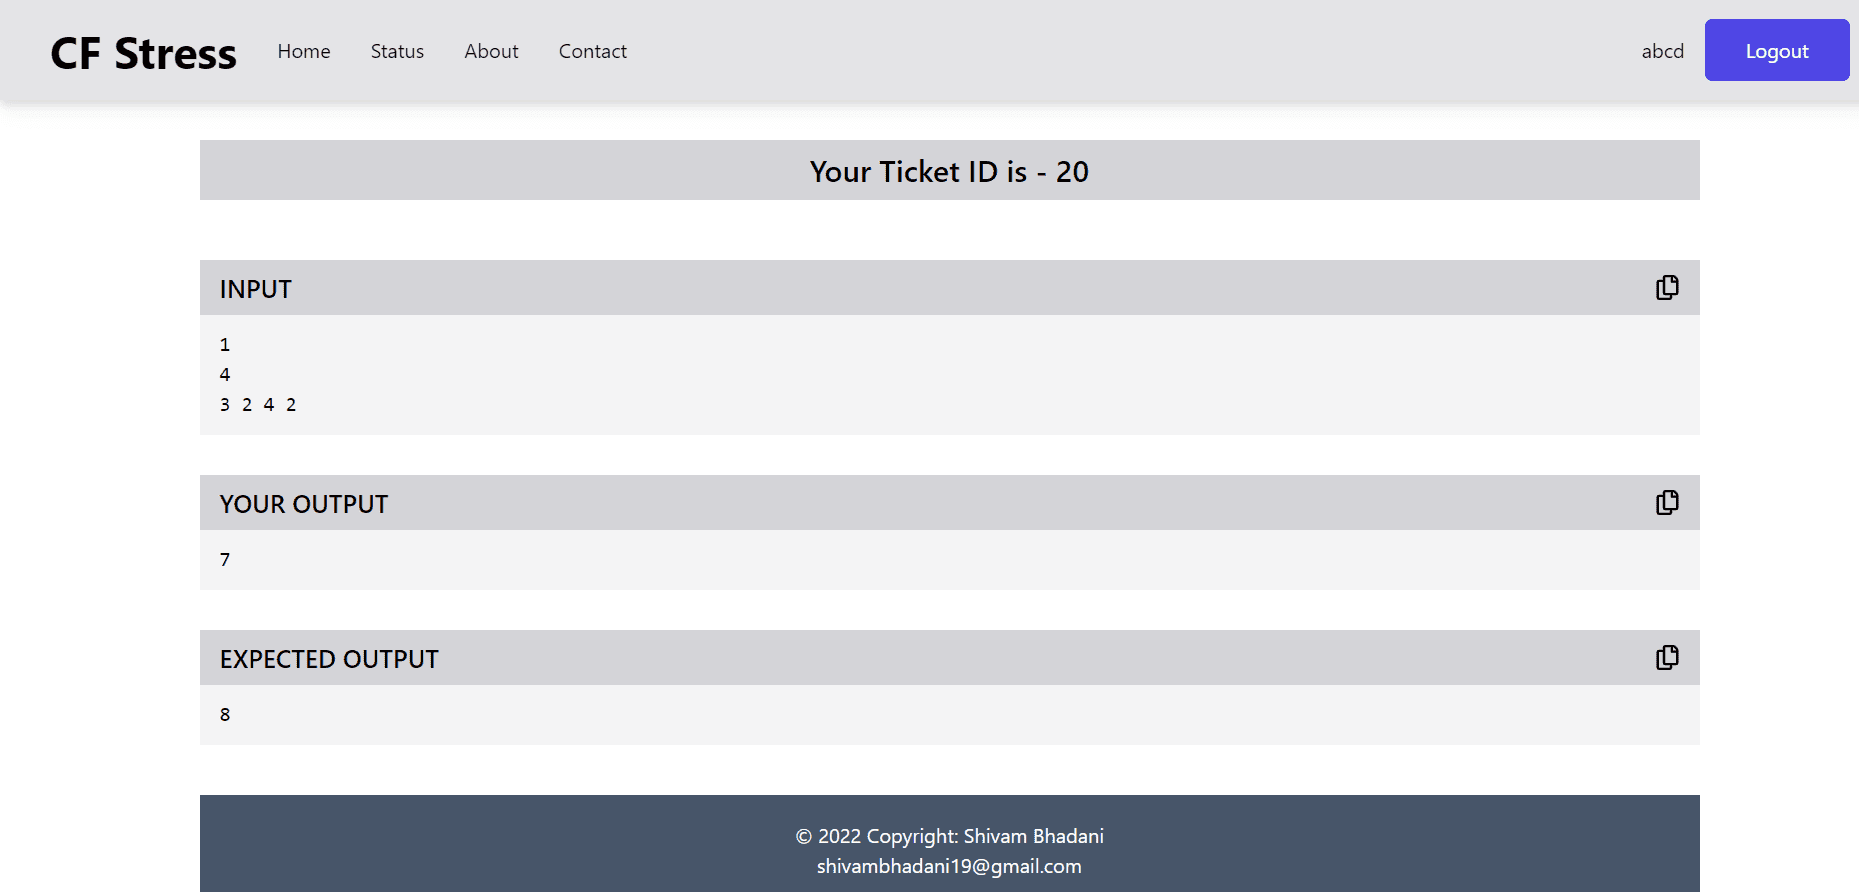 CF Stress Home Status About Contact abcd Logout
Your Ticket ID is - 20
INPUT
1
4
3 2 4 2
YOUR OUTPUT
7
EXPECTED OUTPUT
8
© 2022 Copyright: Shivam Bhadani
shivambhadani19@gmail.com